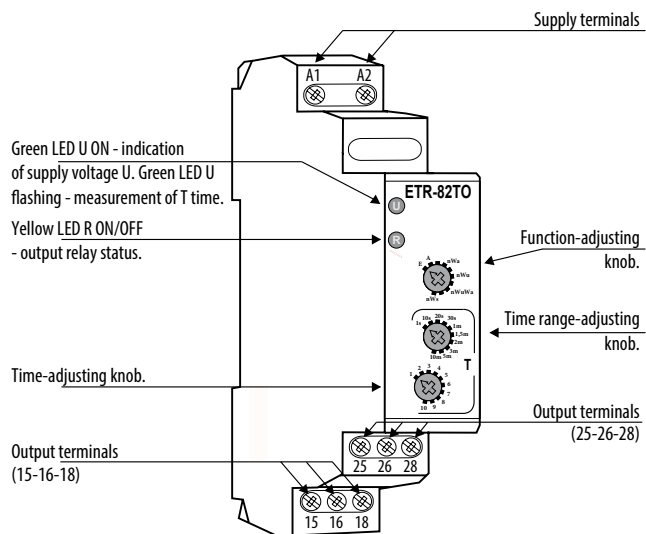 Supply terminals
A1 A2
Green LED U ON - indication
of supply voltage U. Green LED U
flashing - measurement of T time.
ETR-82TO
U
Yellow LED R ON/OFF
- output relay status.
R
Function-adjusting
knob.
E A nWa
nWu
nWuWa
nWs
Time range-adjusting
knob.
1s 10s 20s 30s
1m
1,5m
2m
3m
5m
10m
T
Time-adjusting knob.
1 2 3 4 5
6
7
8
9
10
Output terminals
(25-26-28)
25 26 28
Output terminals
(15-16-18)
15 16 18